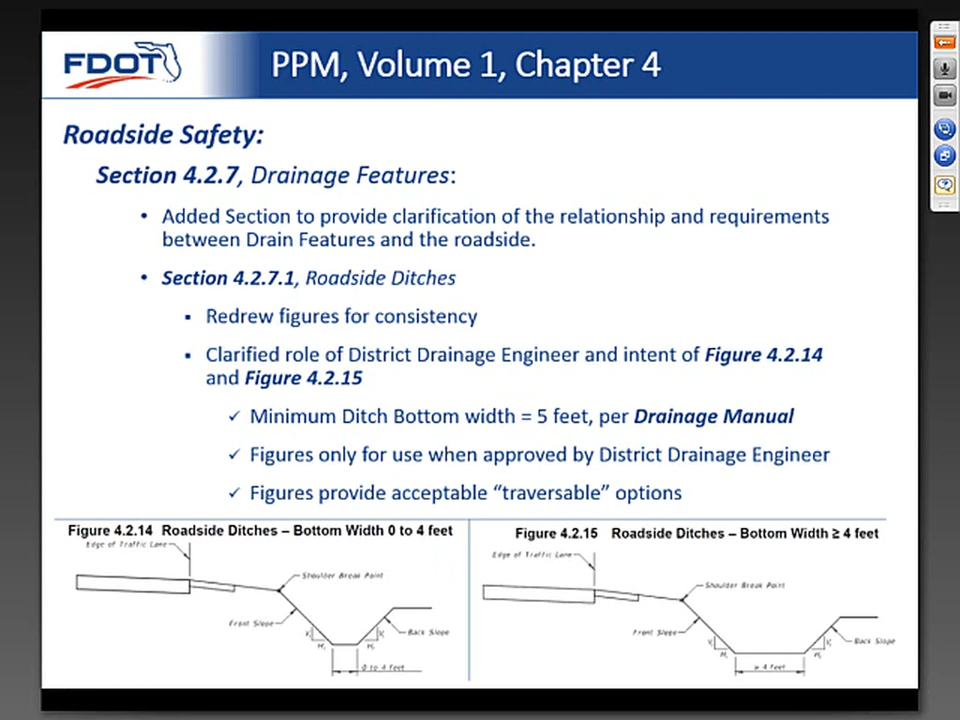 FDOT
PPM, Volume 1, Chapter 4
Roadside Safety:
Section 4.2.7, Drainage Features:
• Added Section to provide clarification of the relationship and requirements
between Drain Features and the roadside.
• Section 4.2.7.1, Roadside Ditches
▪ Redrew figures for consistency
▪ Clarified role of District Drainage Engineer and intent of Figure 4.2.14
and Figure 4.2.15
✓ Minimum Ditch Bottom width = 5 feet, per Drainage Manual
✓ Figures only for use when approved by District Drainage Engineer
✓ Figures provide acceptable “traversable” options
Figure 4.2.14 Roadside Ditches – Bottom Width 0 to 4 feet
Edge of Traffic Lane
Shoulder Break Point
Front Slope
Back Slope
0 to 4 feet
Figure 4.2.15 Roadside Ditches – Bottom Width ≥ 4 feet
Edge of Traffic Lane
Shoulder Break Point
Front Slope
Back Slope
≥ 4 feet